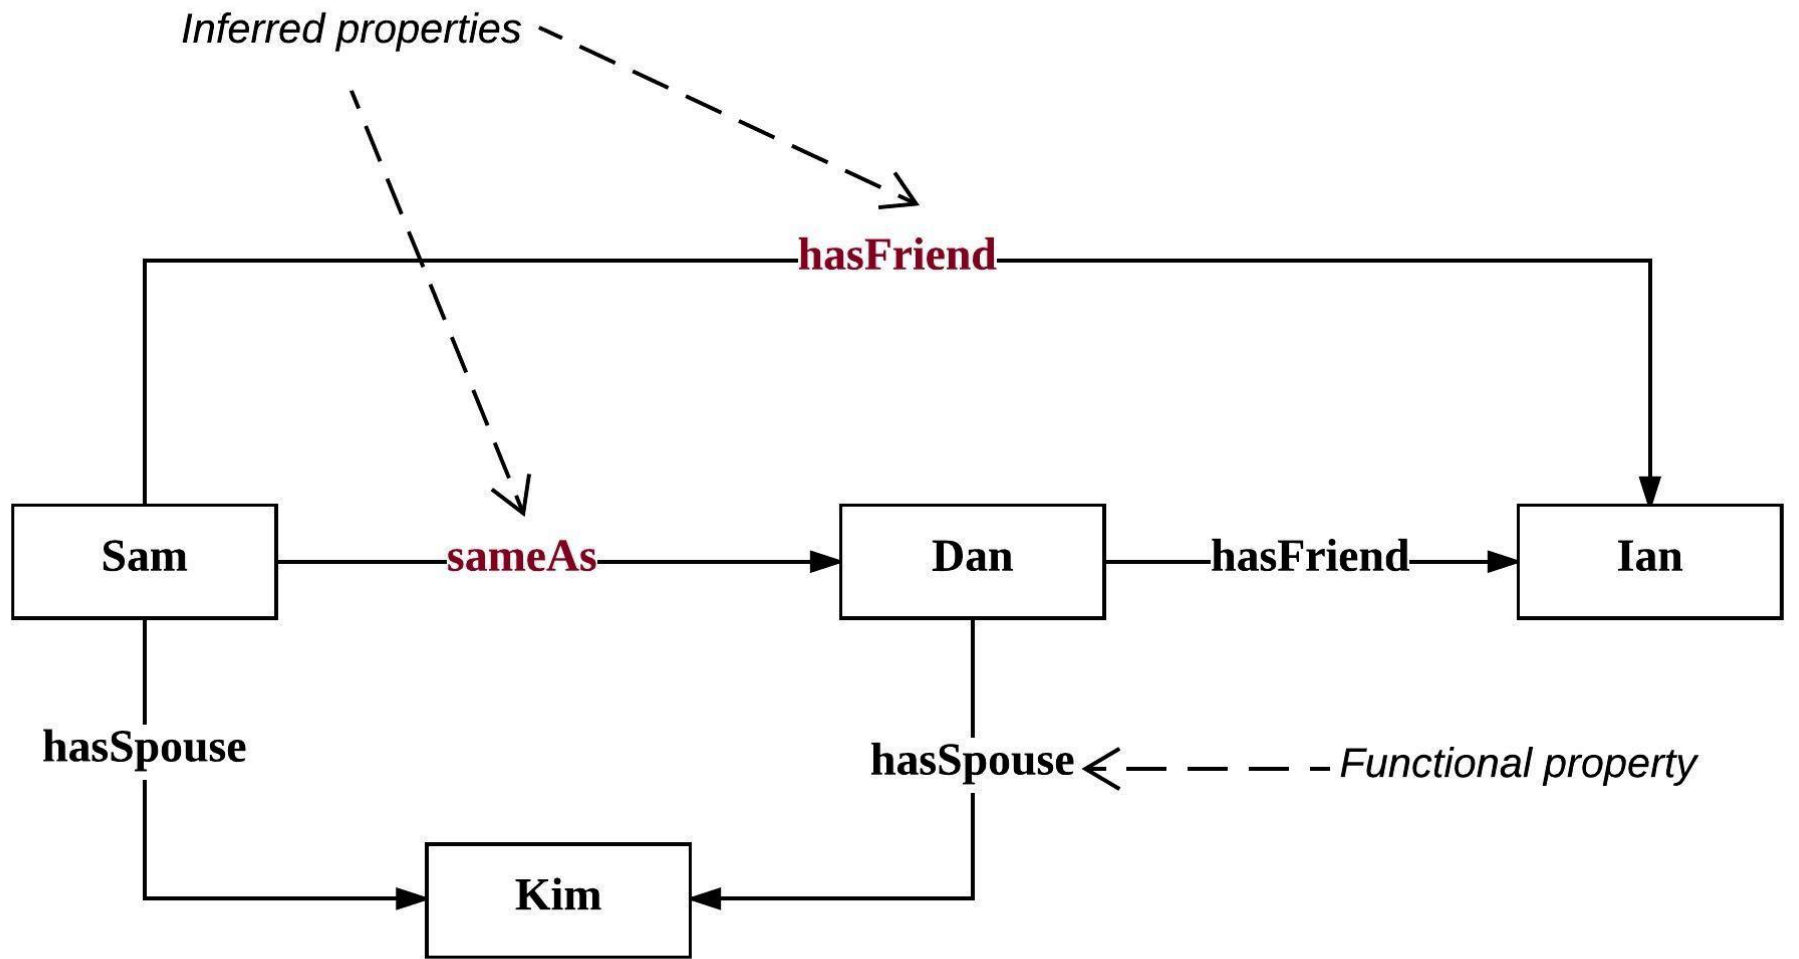 Inferred properties
hasFriend
Sam
sameAs
Dan
hasFriend
Ian
hasSpouse
hasSpouse
Functional property
Kim